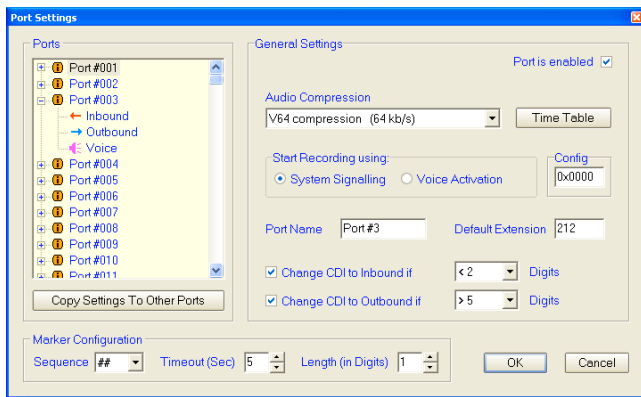 Port Settings
Ports
Port #001
Port #002
Port #003
Inbound
Outbound
Voice
Port #004
Port #005
Port #006
Port #007
Port #008
Port #009
Port #010
Port #011
Copy Settings To Other Ports
General Settings
Port is enabled
Audio Compression
V64 compression (64 kb/s)
Time Table
Start Recording using:
System Signalling
Voice Activation
Config
0x0000
Port Name
Port#3
Default Extension
212
Change CDI to Inbound if
< 2
Digits
Change CDI to Outbound if
> 5
Digits
Marker Configuration
Sequence
##
Timeout (Sec)
5
Length (in Digits)
1
OK
Cancel